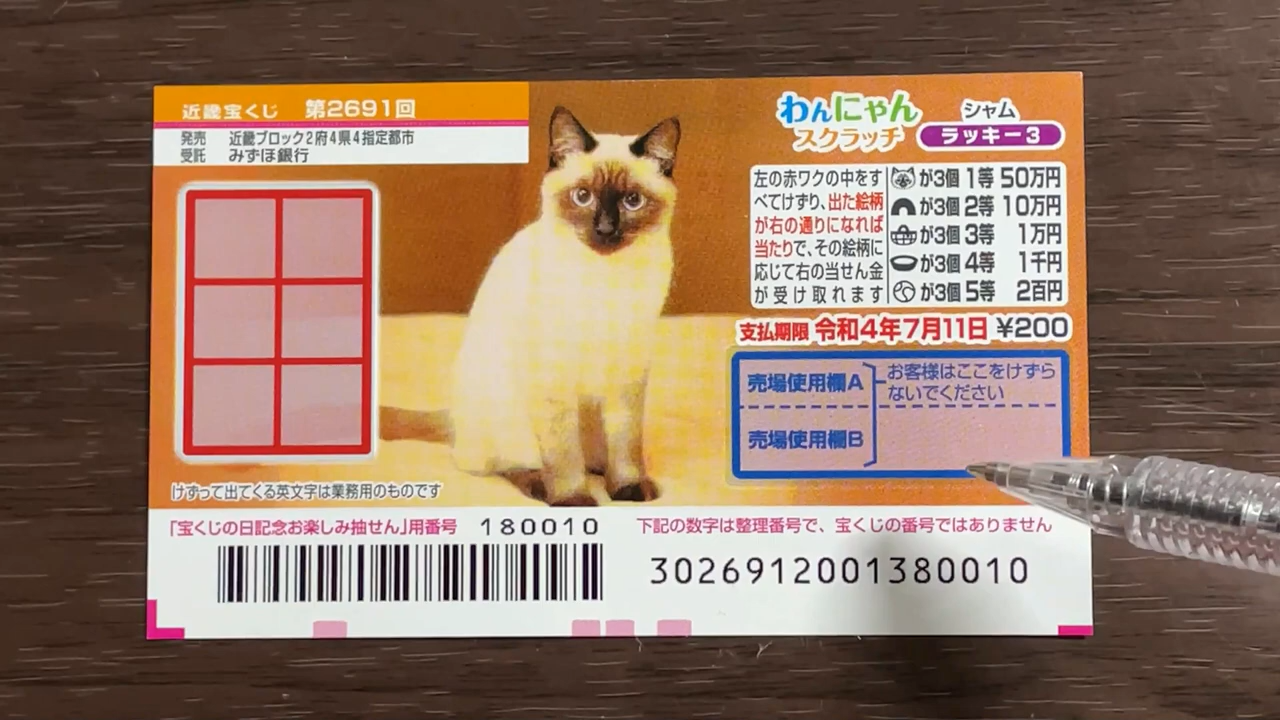 近畿宝くじ 第2691回
発売 近畿ブロック2府4県4指定都市
受託 みずほ銀行
わんにゃん
スクラッチ
シャム
ラッキー3
左の赤ワクの中をす
べてけずり、出た絵柄
が右の通りになれば
当たりで、その絵柄に
応じて右の当せん金
が受け取れます
が3個 1等 50万円
が3個 2等 10万円
が3個 3等 1万円
が3個 4等 1千円
が3個 5等 2百円
支払期限 令和4年7月11日 ¥200
売場使用欄A
売場使用欄B
お客様はここをけずら
ないでください
けずって出てくる英文字は業務用のものです
「宝くじの日記念お楽しみ抽せん」用番号 180010
下記の数字は整理番号で、宝くじの番号ではありません
3026912001380010